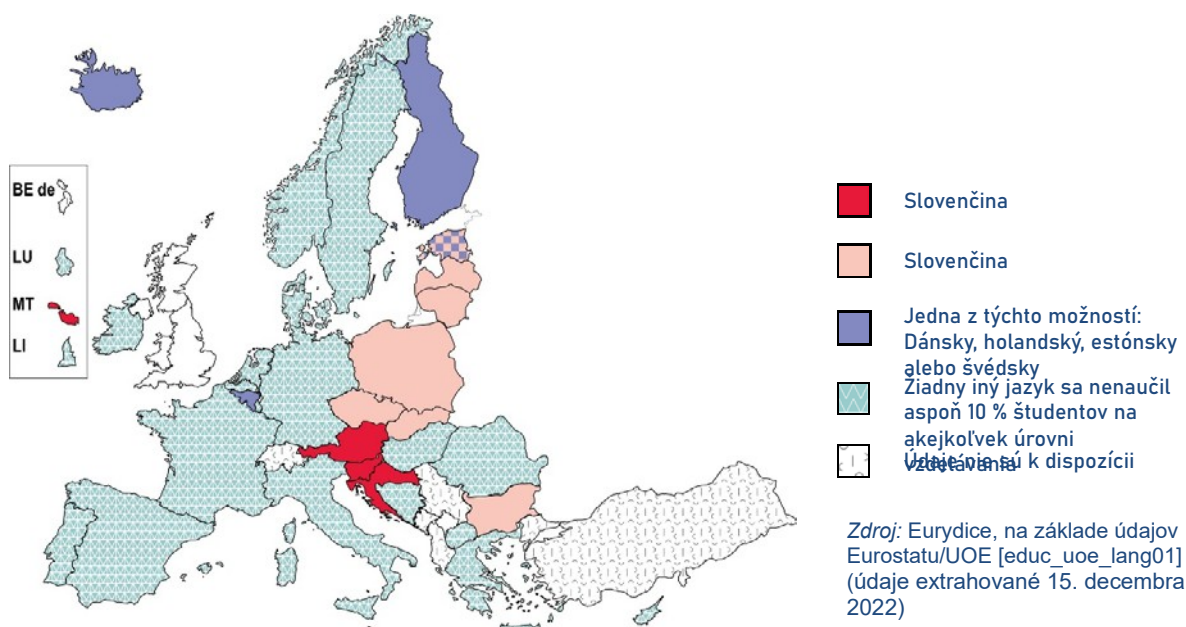 BE de
LU
MT
LI
Slovenčina
Slovenčina
Jedna z týchto možností:
Dánsky, holandský, estónsky
alebo švédsky
Žiadny iný jazyk sa nenaučil
aspoň 10 % študentov na
akejkoľvek úrovni
vzdelávania
Údaje nie sú k dispozícii
Zdroj: Eurydice, na základe údajov
Eurostatu/UOE [educ_uoe_lang01]
(údaje extrahované 15. decembra
2022)